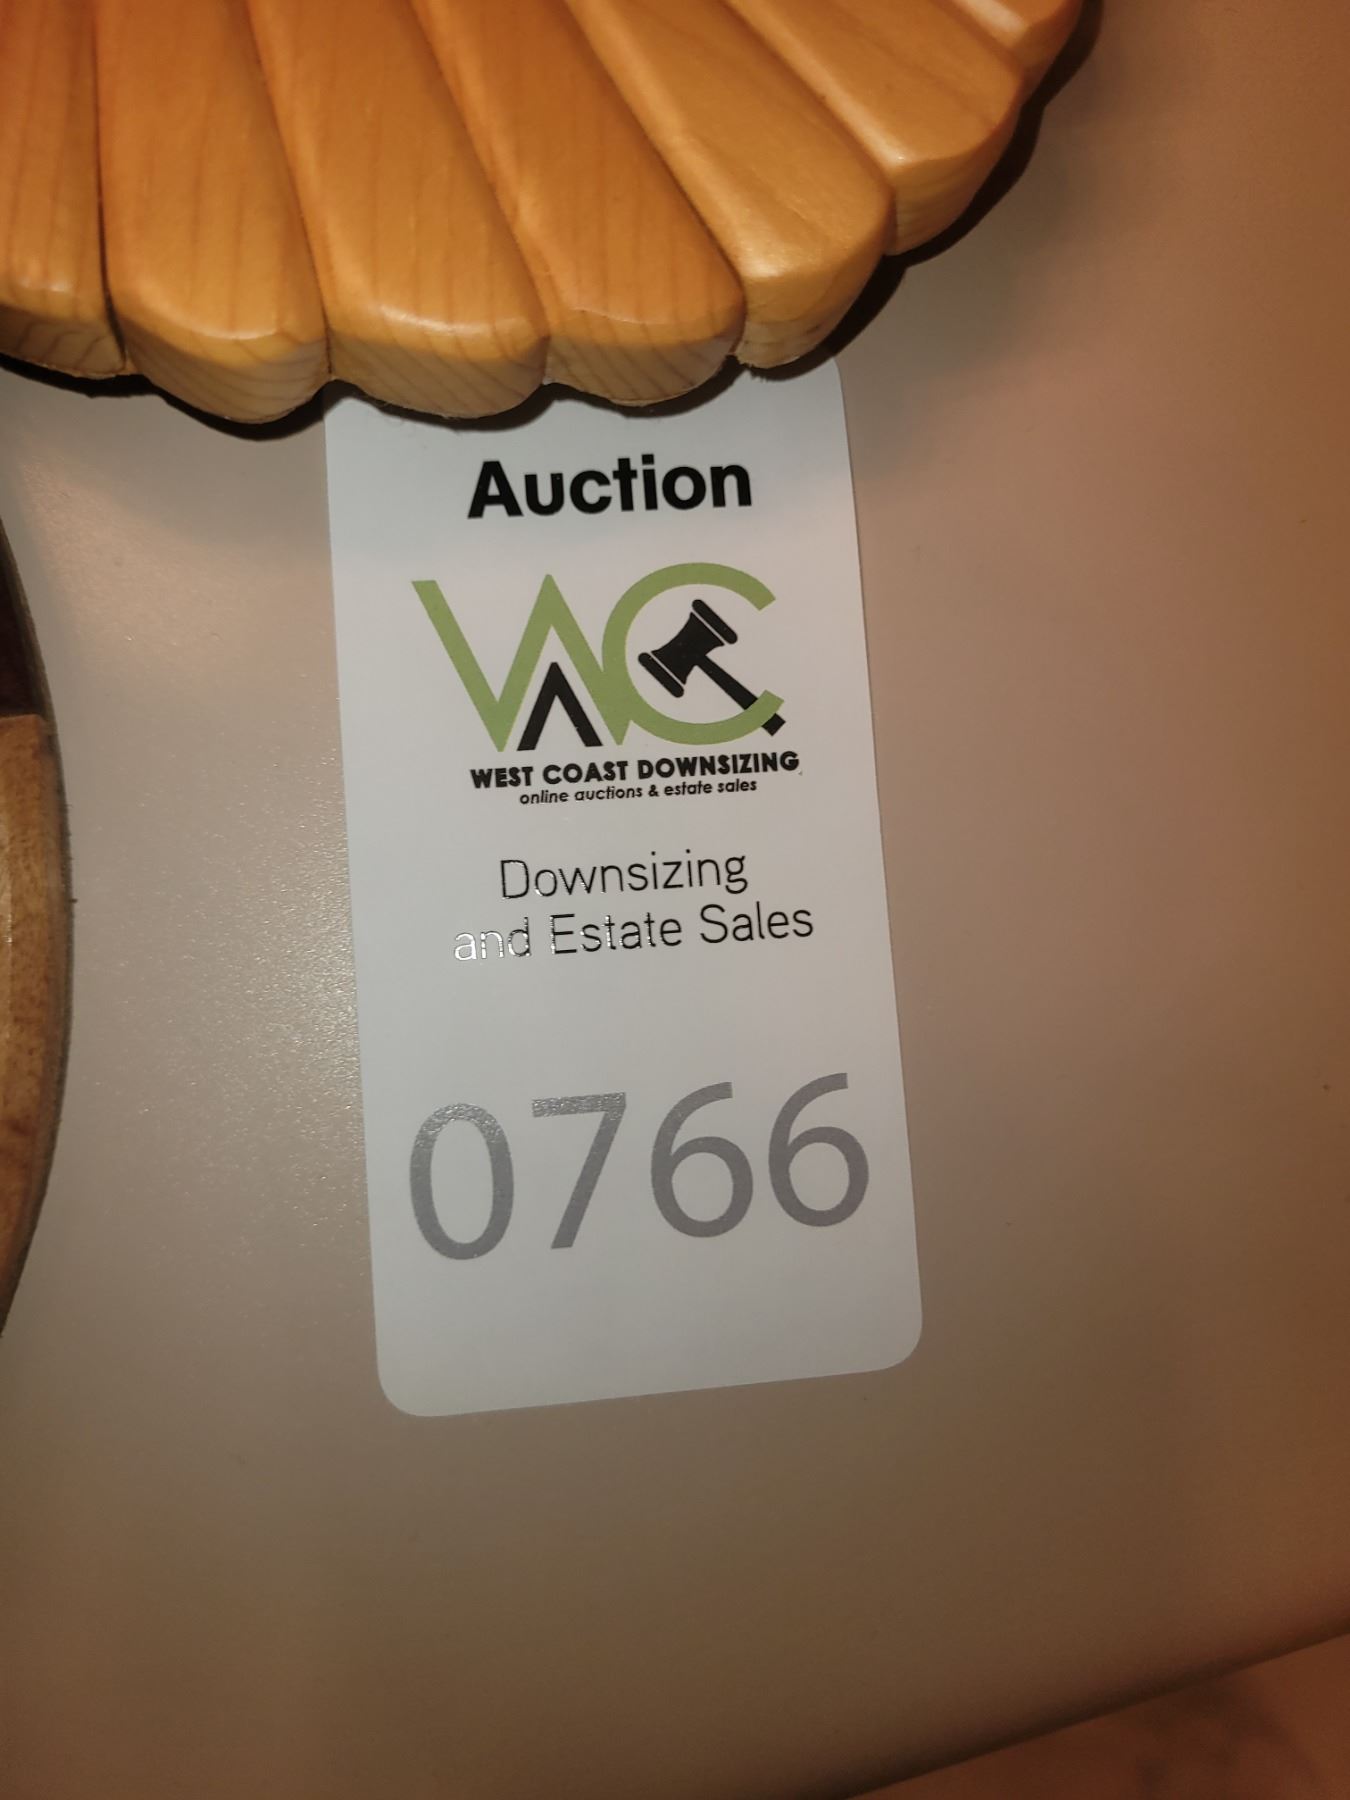 Auction
WC
WEST COAST DOWNSIZING
online auctions & estate sales
Downsizing
and Estate Sales
0766